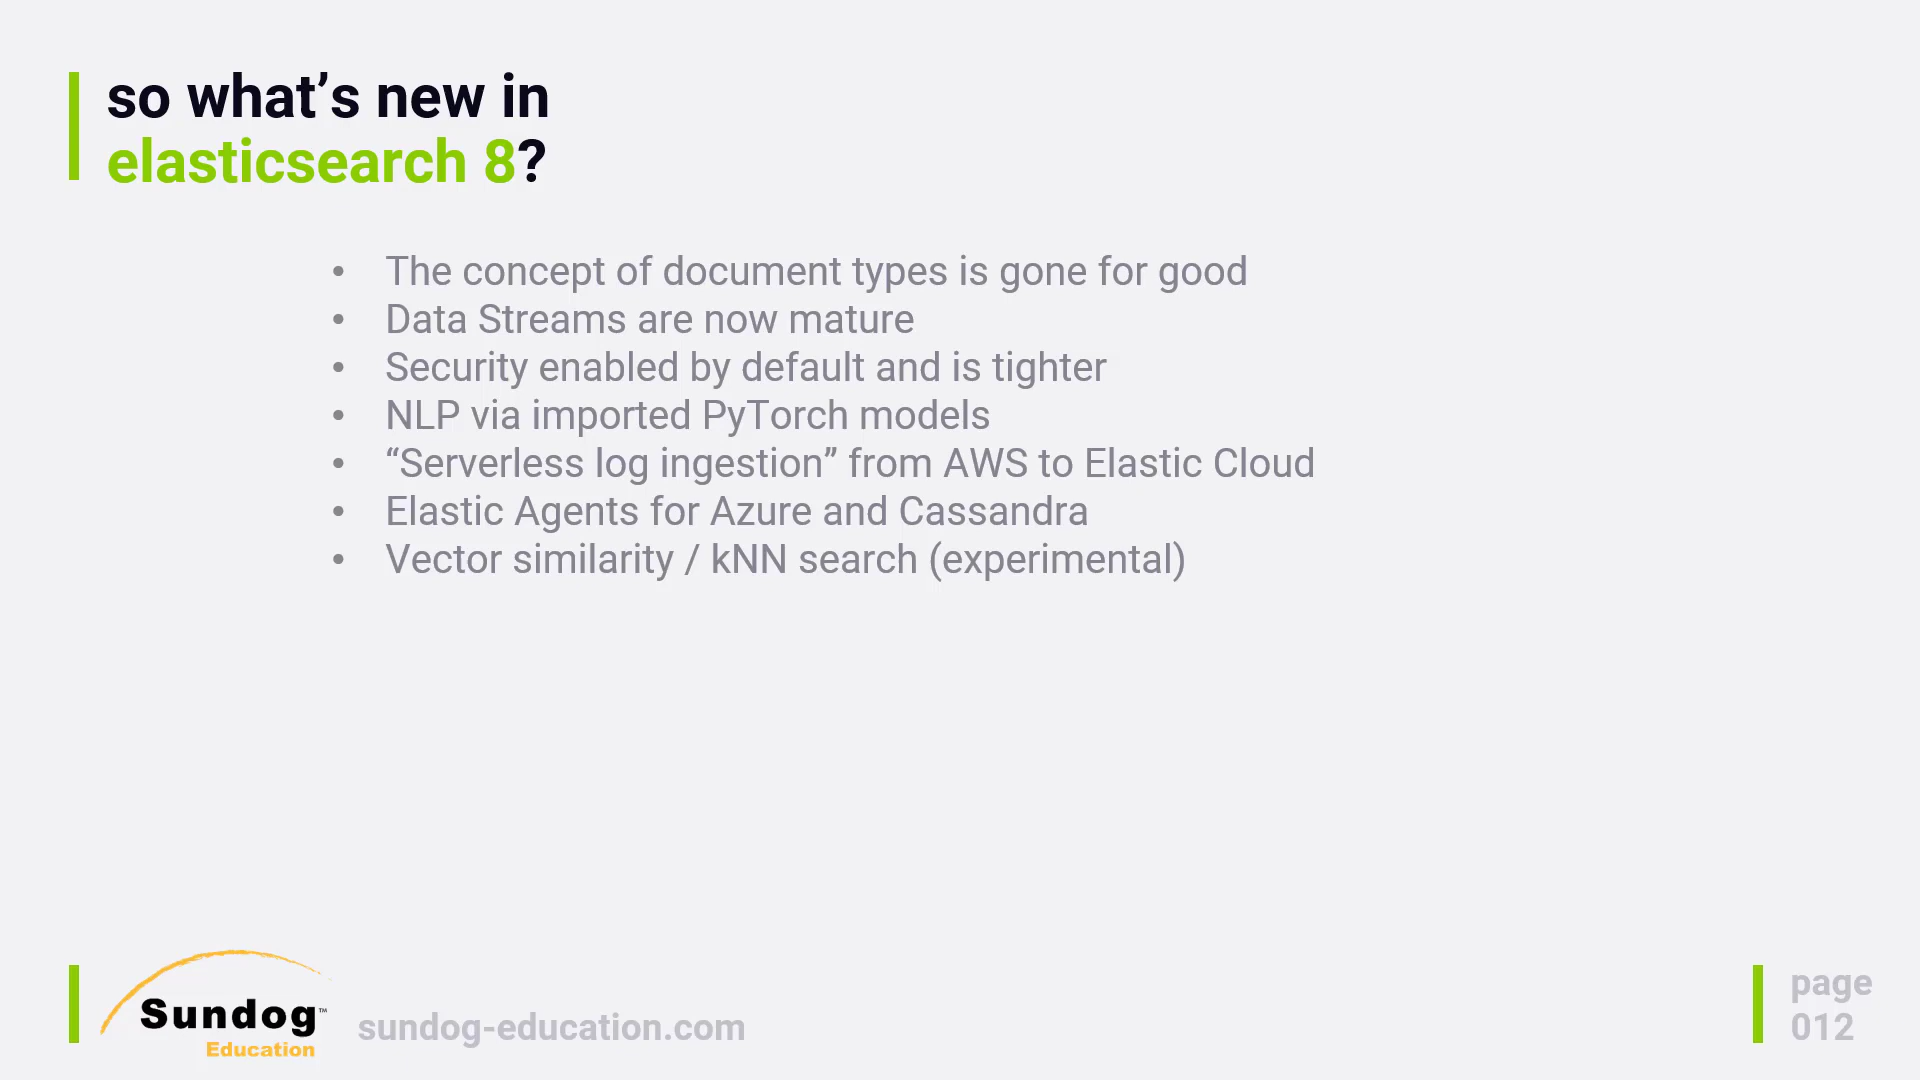 so what’s new in
elasticsearch 8?
• The concept of document types is gone for good
• Data Streams are now mature
• Security enabled by default and is tighter
• NLP via imported PyTorch models
• “Serverless log ingestion” from AWS to Elastic Cloud
• Elastic Agents for Azure and Cassandra
• Vector similarity / kNN search (experimental)
Sundog™
Education
sundog-education.com
page
012